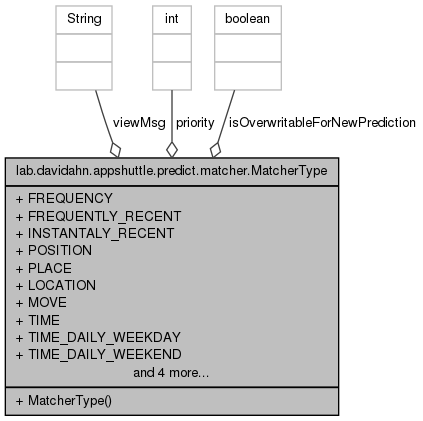 String
int
boolean
viewMsg
priority
isOverwritableForNewPrediction
lab.davidahn.appshuttle.predict.matcher.MatcherType
+ FREQUENCY
+ FREQUENTLY_RECENT
+ INSTANTALY_RECENT
+ POSITION
+ PLACE
+ LOCATION
+ MOVE
+ TIME
+ TIME_DAILY_WEEKDAY
+ TIME_DAILY_WEEKEND
and 4 more...
+ MatcherType()